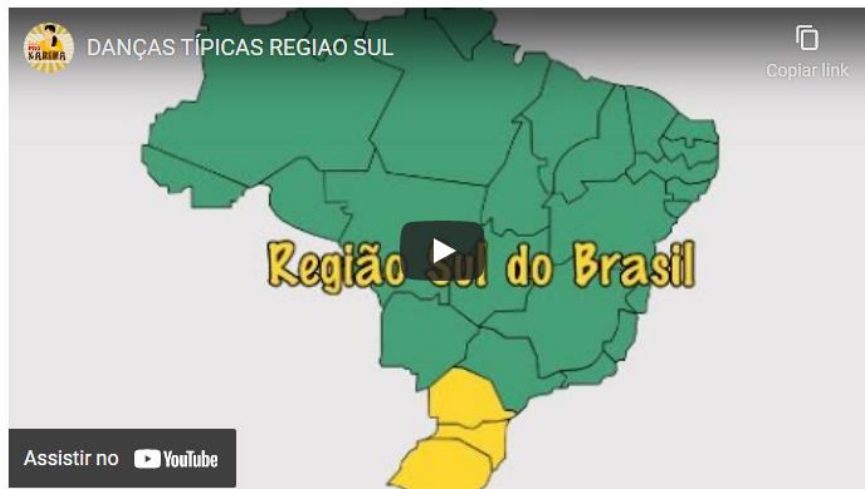 DANÇAS TÍPICAS REGIAO SUL
Copiar link
Região Sul do Brasil
Assistir no YouTube